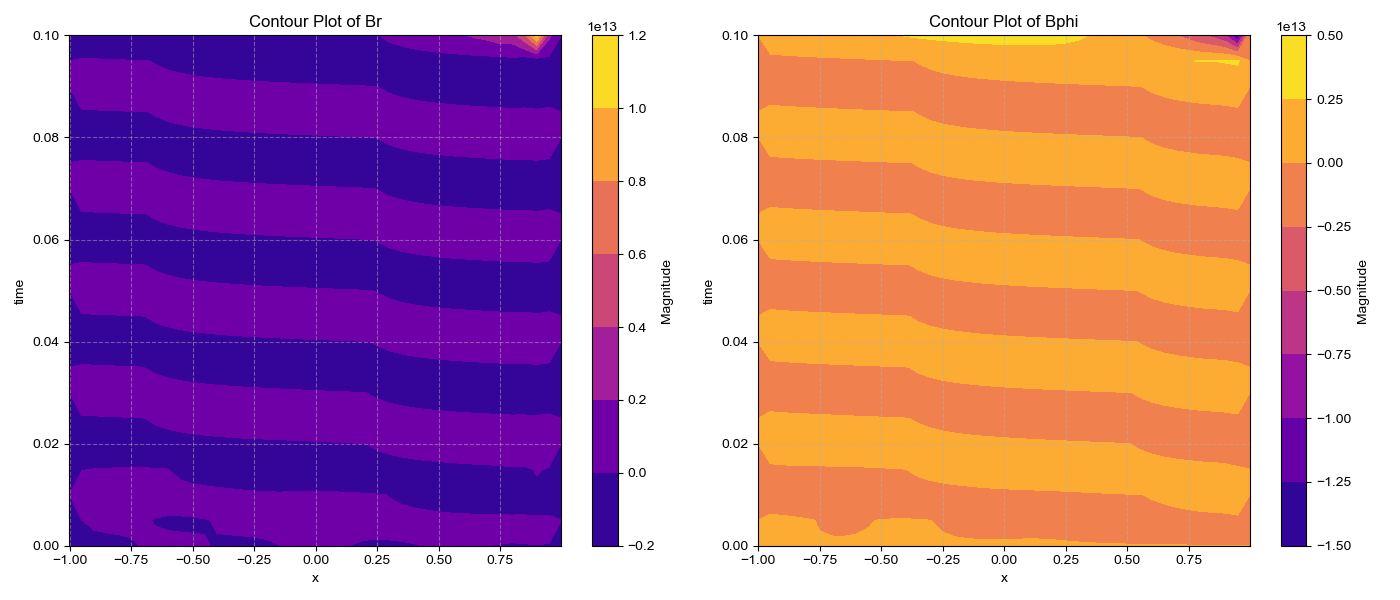 Contour Plot of Br
1e13
0.10
0.08
0.06
0.04
0.02
0.00
time
−1.00 −0.75 −0.50 −0.25 0.00 0.25 0.50 0.75
x
1.2
1.0
0.8
0.6
0.4
0.2
0.0
−0.2
Magnitude
Contour Plot of Bphi
1e13
0.10
0.08
0.06
0.04
0.02
0.00
time
−1.00 −0.75 −0.50 −0.25 0.00 0.25 0.50 0.75
x
0.50
0.25
0.00
−0.25
−0.50
−0.75
−1.00
−1.25
−1.50
Magnitude